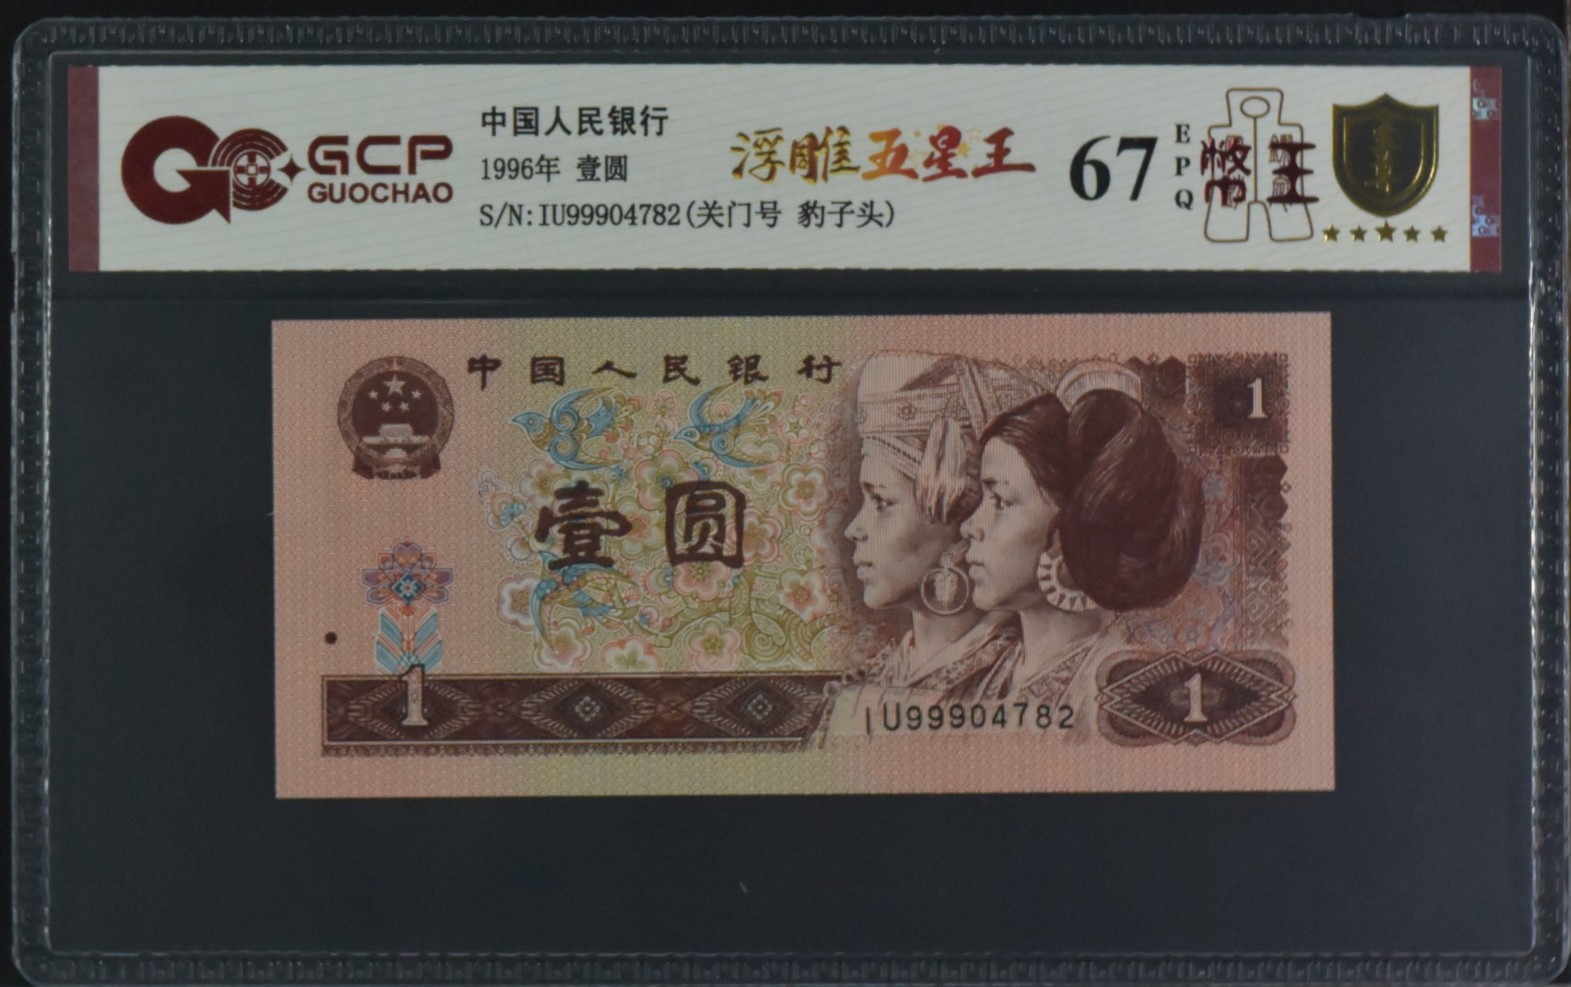 GCP
GUOCHAO
中国人民银行
1996年 壹圆
S/N:IU99904782(关门号 豹子头)
浮雕五星王
67
EPQ
中国人民银行
1
壹圆
1
IU99904782
1